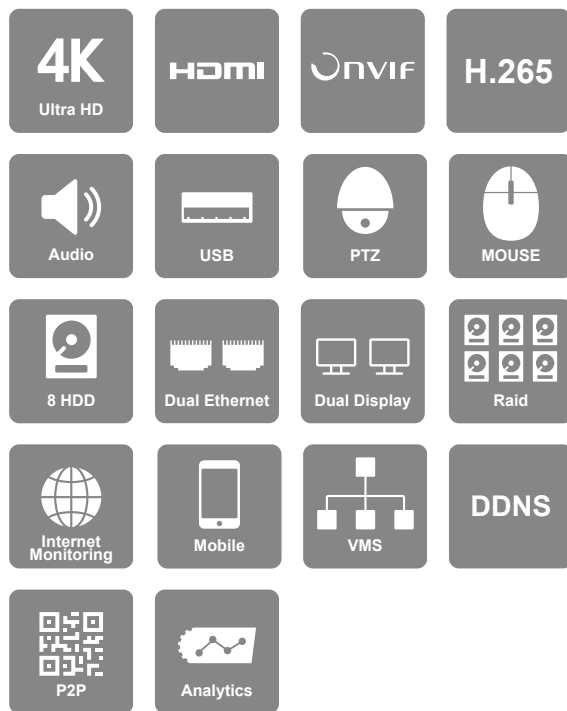 4K
Ultra HD
HDMI
ONVIF
H.265
Audio
USB
PTZ
MOUSE
8 HDD
Dual Ethernet
Dual Display
Raid
Internet
Monitoring
Mobile
VMS
DDNS
P2P
Analytics